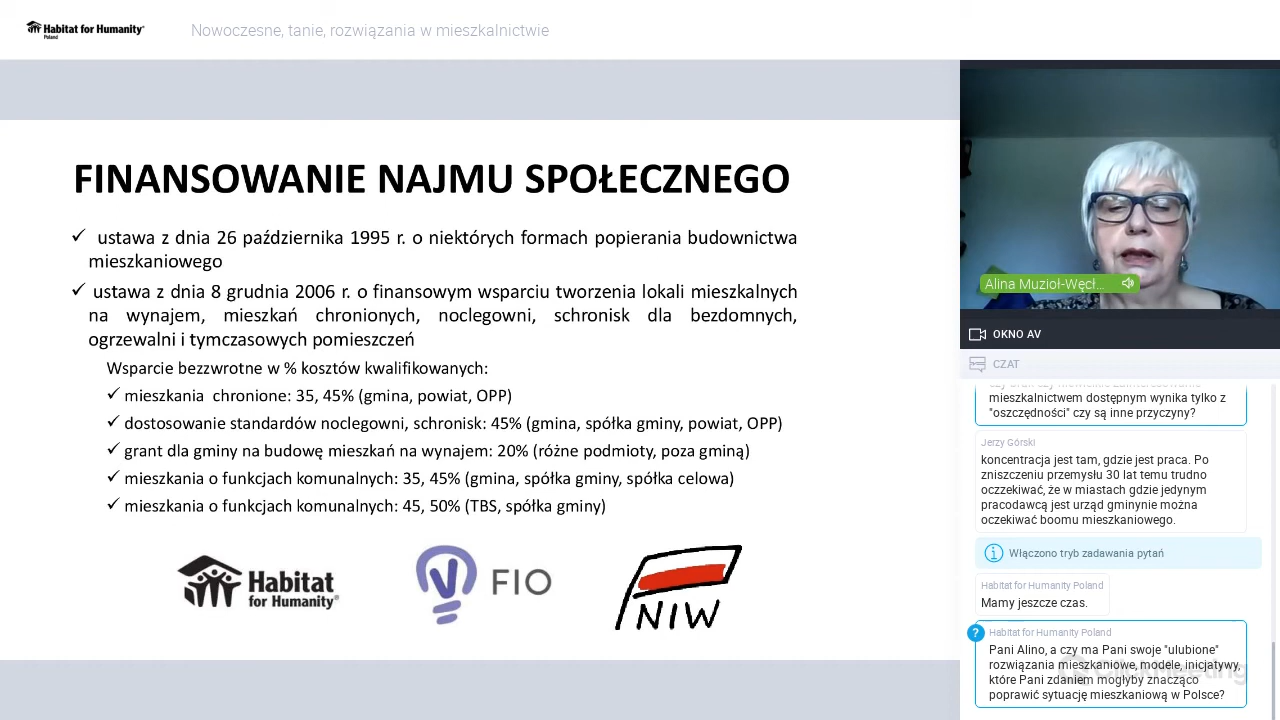 Habitat for Humanity®
Poland
Nowoczesne, tanie, rozwiązania w mieszkalnictwie
FINANSOWANIE NAJMU SPOŁECZNEGO
✓ ustawa z dnia 26 października 1995 r. o niektórych formach popierania budownictwa
mieszkaniowego
✓ ustawa z dnia 8 grudnia 2006 r. o finansowym wsparciu tworzenia lokali mieszkalnych
na wynajem, mieszkań chronionych, noclegowni, schronisk dla bezdomnych,
ogrzewalni i tymczasowych pomieszczeń
Wsparcie bezzwrotne w % kosztów kwalifikowanych:
✓ mieszkania chronione: 35, 45% (gmina, powiat, OPP)
✓ dostosowanie standardów noclegowni, schronisk: 45% (gmina, spółka gminy, powiat, OPP)
✓ grant dla gminy na budowę mieszkań na wynajem: 20% (różne podmioty, poza gminą)
✓ mieszkania o funkcjach komunalnych: 35, 45% (gmina, spółka gminy, spółka celowa)
✓ mieszkania o funkcjach komunalnych: 45, 50% (TBS, spółka gminy)
Habitat
for Humanity®
FIO
NIW
Alina Muzioł-Węcł...
OKNO AV
CZAT
mieszkalnictwem dostępnym wynika tylko z
"oszczędności" czy są inne przyczyny?
Jerzy Górski
koncentracja jest tam, gdzie jest praca. Po
zniszczeniu przemysłu 30 lat temu trudno
oczzekiwać, że w miastach gdzie jedynym
pracodawcą jest urząd gminynie można
oczekiwać boomu mieszkaniowego.
Włączono tryb zadawania pytań
Habitat for Humanity Poland
Mamy jeszcze czas.
?
Habitat for Humanity Poland
Pani Alino, a czy ma Pani swoje "ulubione"
rozwiązania mieszkaniowe, modele, inicjatywy,
które Pani zdaniem mogłyby znacząco
poprawić sytuację mieszkaniową w Polsce?
ClickMeeting